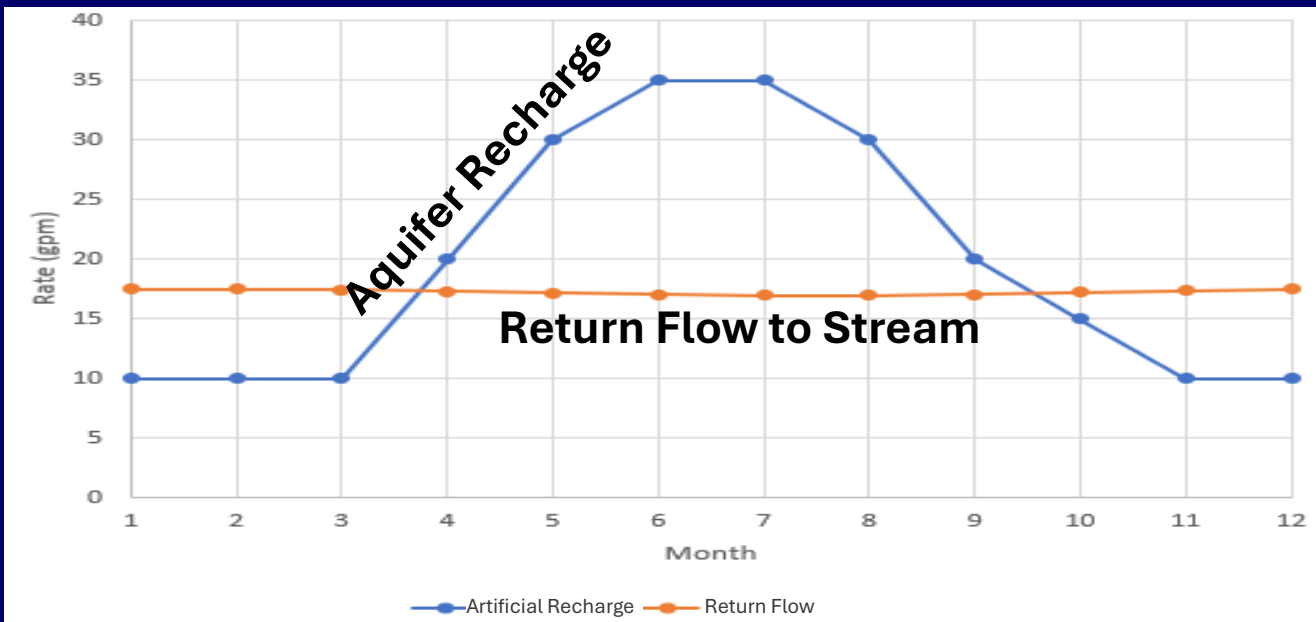 40
35
30
25
20
15
10
5
0
Rate (gpm)
Aquifer Recharge
Return Flow to Stream
1 2 3 4 5 6 7 8 9 10 11 12
Month
Artificial Recharge Return Flow